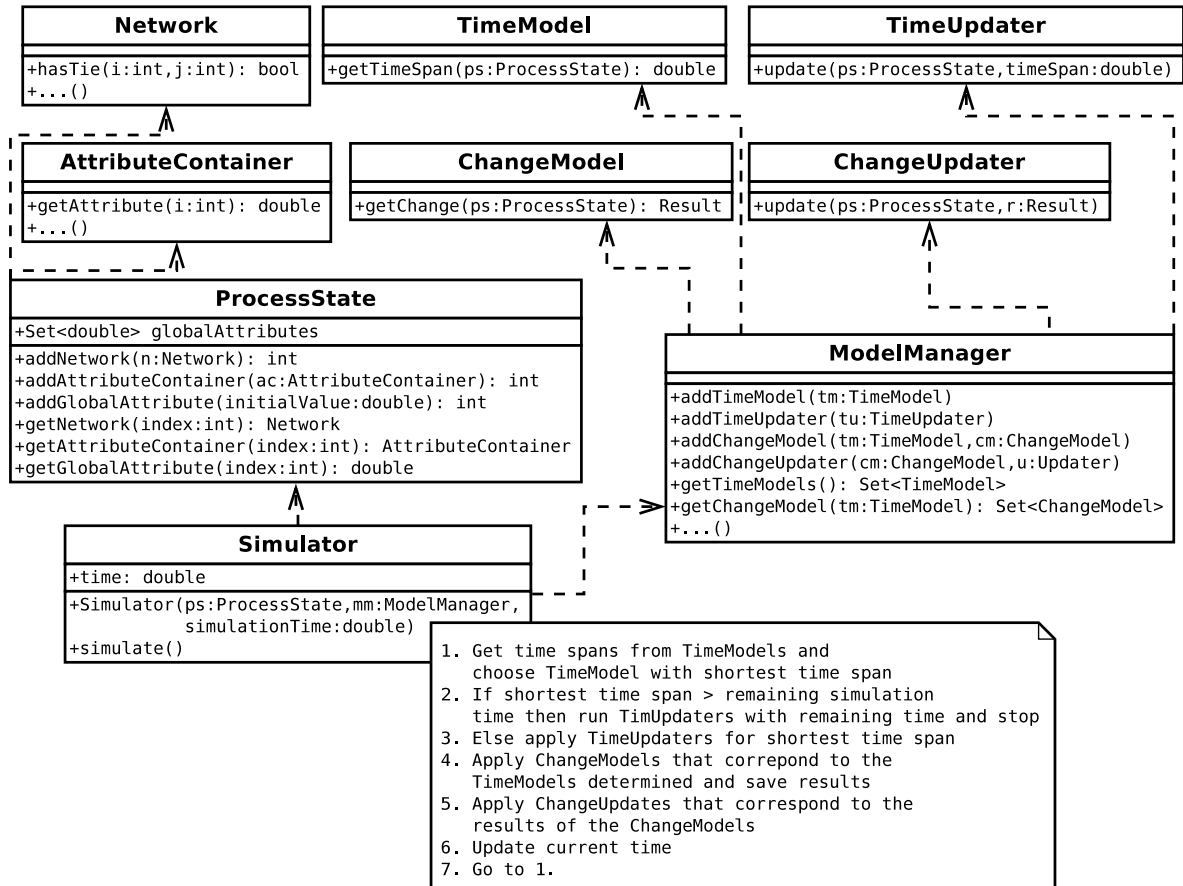 Network
+hasTie(i:int,j:int): bool
+...()
TimeModel
+getTimeSpan(ps:ProcessState): double
TimeUpdater
+update(ps:ProcessState,timeSpan:double)
AttributeContainer
+getAttribute(i:int): double
+...()
ChangeModel
+getChange(ps:ProcessState): Result
ChangeUpdater
+update(ps:ProcessState,r:Result)
ProcessState
+Set<double> globalAttributes
+addNetwork(n:Network): int
+addAttributeContainer(ac:AttributeContainer): int
+addGlobalAttribute(initialValue:double): int
+getNetwork(index:int): Network
+getAttributeContainer(index:int): AttributeContainer
+getGlobalAttribute(index:int): double
ModelManager
+addTimeModel(tm:TimeModel)
+addTimeUpdater(tu:TimeUpdater)
+addChangeModel(tm:TimeModel,cm:ChangeModel)
+addChangeUpdater(cm:ChangeModel,u:Updater)
+getTimeModels(): Set<TimeModel>
+getChangeModel(tm:TimeModel): Set<ChangeModel>
+...()
Simulator
+time: double
+Simulator(ps:ProcessState,mm:ModelManager,
simulationTime:double)
+simulate()
1. Get time spans from TimeModels and
choose TimeModel with shortest time span
2. If shortest time span > remaining simulation
time then run TimUpdaters with remaining time and stop
3. Else apply TimeUpdaters for shortest time span
4. Apply ChangeModels that correpond to the
TimeModels determined and save results
5. Apply ChangeUpdates that correspond to the
results of the ChangeModels
6. Update current time
7. Go to 1.